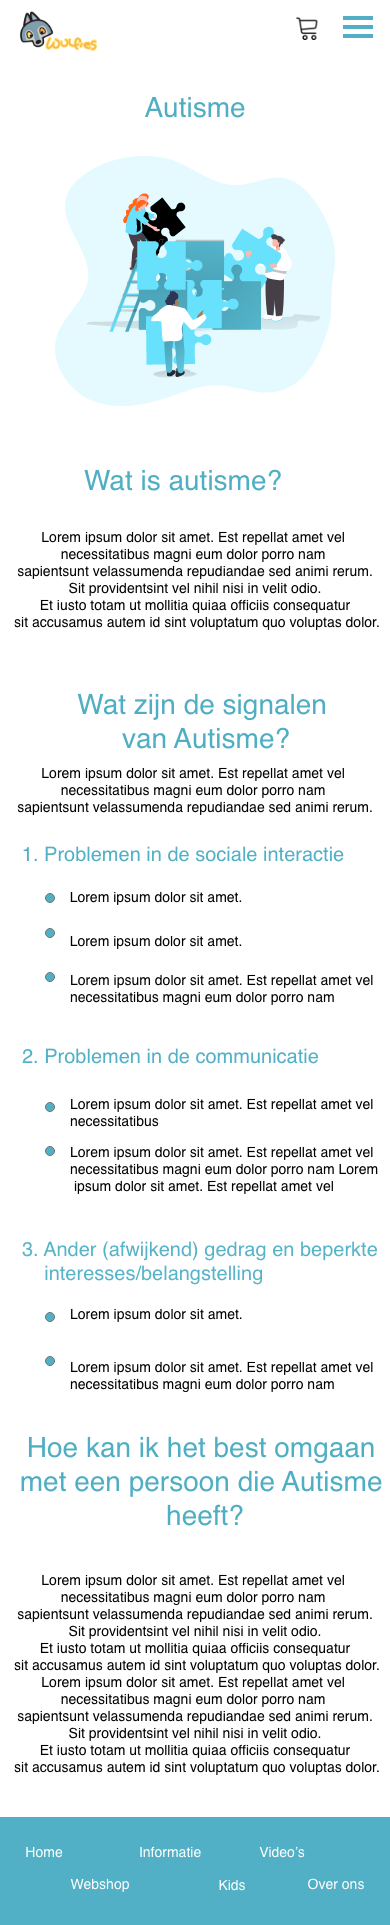 Wulfies
Autisme
Wat is autisme?
Lorem ipsum dolor sit amet. Est repellat amet vel
necessitatibus magni eum dolor porro nam
sapientsunt velassumenda repudiandae sed animi rerum.
Sit providentsint vel nihil nisi in velit odio.
Et iusto totam ut mollitia quiaa officiis consequatur
sit accusamus autem id sint voluptatum quo voluptas dolor.
Wat zijn de signalen
van Autisme?
Lorem ipsum dolor sit amet. Est repellat amet vel
necessitatibus magni eum dolor porro nam
sapientsunt velassumenda repudiandae sed animi rerum.
1. Problemen in de sociale interactie
Lorem ipsum dolor sit amet.
Lorem ipsum dolor sit amet.
Lorem ipsum dolor sit amet. Est repellat amet vel
necessitatibus magni eum dolor porro nam
2. Problemen in de communicatie
Lorem ipsum dolor sit amet. Est repellat amet vel
necessitatibus
Lorem ipsum dolor sit amet. Est repellat amet vel
necessitatibus magni eum dolor porro nam Lorem
ipsum dolor sit amet. Est repellat amet vel
3. Ander (afwijkend) gedrag en beperkte
interesses/belangstelling
Lorem ipsum dolor sit amet.
Lorem ipsum dolor sit amet. Est repellat amet vel
necessitatibus magni eum dolor porro nam
Hoe kan ik het best omgaan
met een persoon die Autisme
heeft?
Lorem ipsum dolor sit amet. Est repellat amet vel
necessitatibus magni eum dolor porro nam
sapientsunt velassumenda repudiandae sed animi rerum.
Sit providentsint vel nihil nisi in velit odio.
Et iusto totam ut mollitia quiaa officiis consequatur
sit accusamus autem id sint voluptatum quo voluptas dolor.
Lorem ipsum dolor sit amet. Est repellat amet vel
necessitatibus magni eum dolor porro nam
sapientsunt velassumenda repudiandae sed animi rerum.
Sit providentsint vel nihil nisi in velit odio.
Et iusto totam ut mollitia quiaa officiis consequatur
sit accusamus autem id sint voluptatum quo voluptas dolor.
Home Informatie Video's
Webshop Kids Over ons